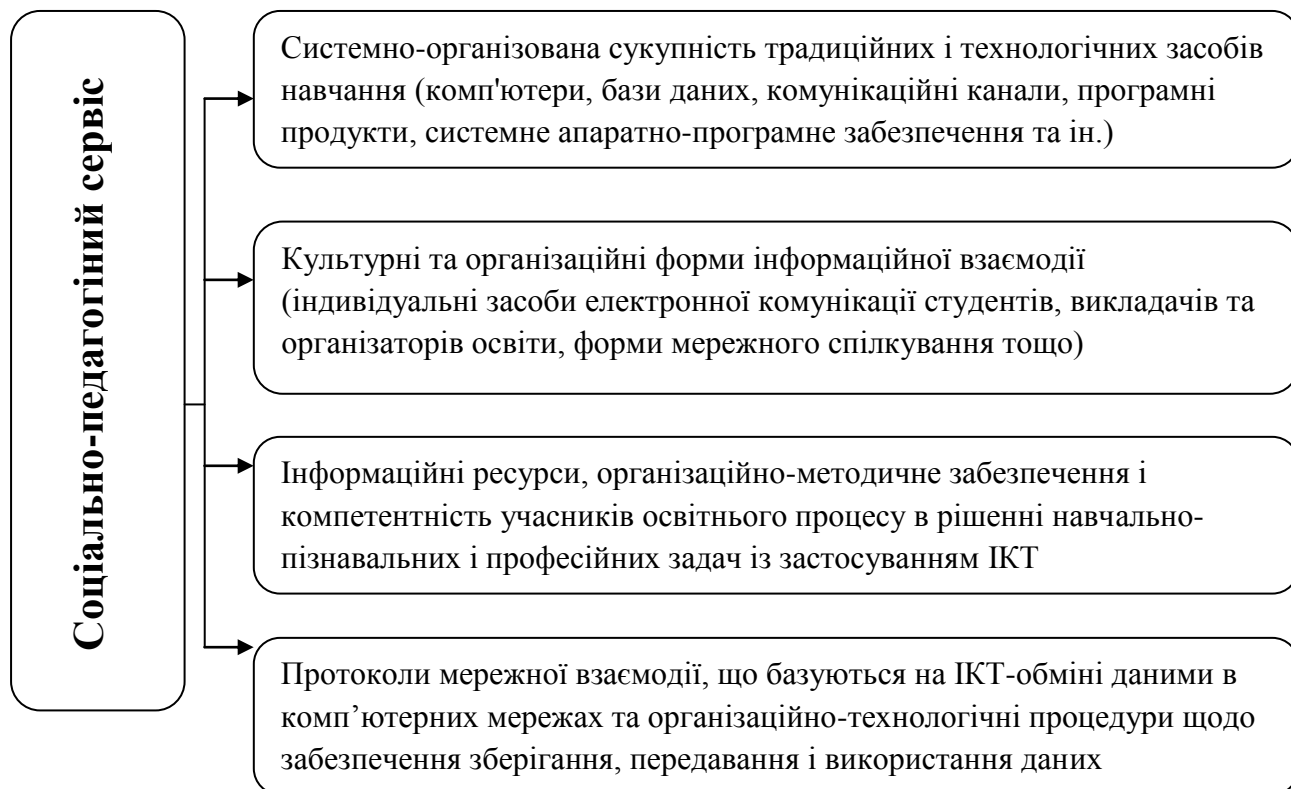 Соціально-педагогіний сервіс
Системно-організована сукупність традиційних і технологічних засобів
навчання (комп'ютери, бази даних, комунікаційні канали, програмні
продукти, системне апаратно-програмне забезпечення та ін.)
Культурні та організаційні форми інформаційної взаємодії
(індивідуальні засоби електронної комунікації студентів, викладачів та
організаторів освіти, форми мережного спілкування тощо)
Інформаційні ресурси, організаційно-методичне забезпечення і
компетентність учасників освітнього процесу в рішенні навчально-
пізнавальних і професійних задач із застосуванням ІКТ
Протоколи мережної взаємодії, що базуються на ІКТ-обміні даними в
комп’ютерних мережах та організаційно-технологічні процедури щодо
забезпечення зберігання, передавання і використання даних